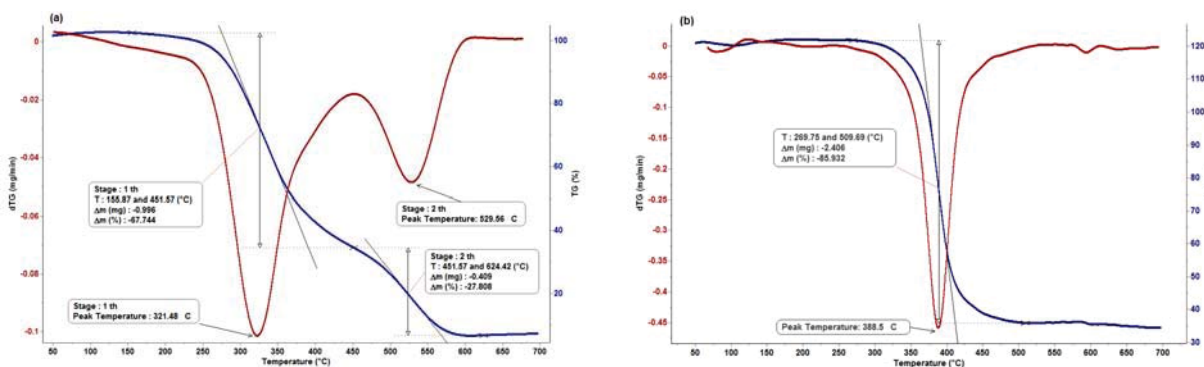 (a)
0
-0.02
-0.04
-0.06
-0.08
-0.1
dTG (mg/min)
100
80
60
40
20
TG (%)
Stage : 1 th
T : 155.87 and 451.57 (°C)
Δm (mg) : -0.996
Δm (%) : -67.744
Stage : 2 th
Peak Temperature: 529.56 C
Stage : 2 th
T : 451.57 and 624.42 (°C)
Δm (mg) : -0.409
Δm (%) : -27.808
Stage : 1 th
Peak Temperature : 321.48 C
50 100 150 200 250 300 350 400 450 500 550 600 650 700
Temperature (°C)
(b)
0
-0.05
-0.1
-0.15
-0.2
-0.25
-0.3
-0.35
-0.4
-0.45
dTG (mg/min)
120
110
100
90
80
70
60
50
40
30
T : 269.75 and 509.69 (°C)
Δm (mg) : -2.406
Δm (%) : -85.932
Peak Temperature: 388.5 C
50 100 150 200 250 300 350 400 450 500 550 600 650 700
Temperature (°C)